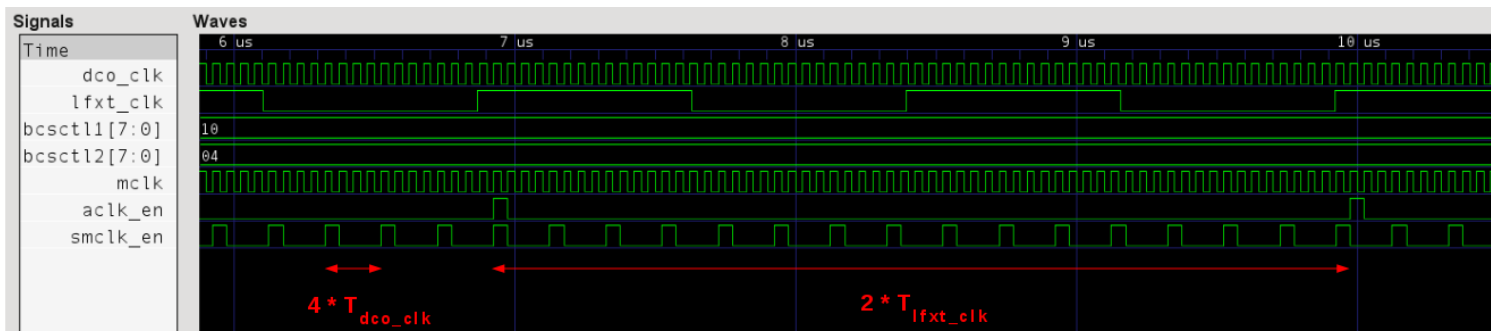 Signals
Waves
Time
6 us
7 us
8 us
9 us
10 us
dco_clk
lfxt_clk
bcsctl1[7:0]
10
bcsctl2[7:0]
04
mclk
aclk_en
smclk_en
4 * Tdco_clk
2 * Tlfxt_clk